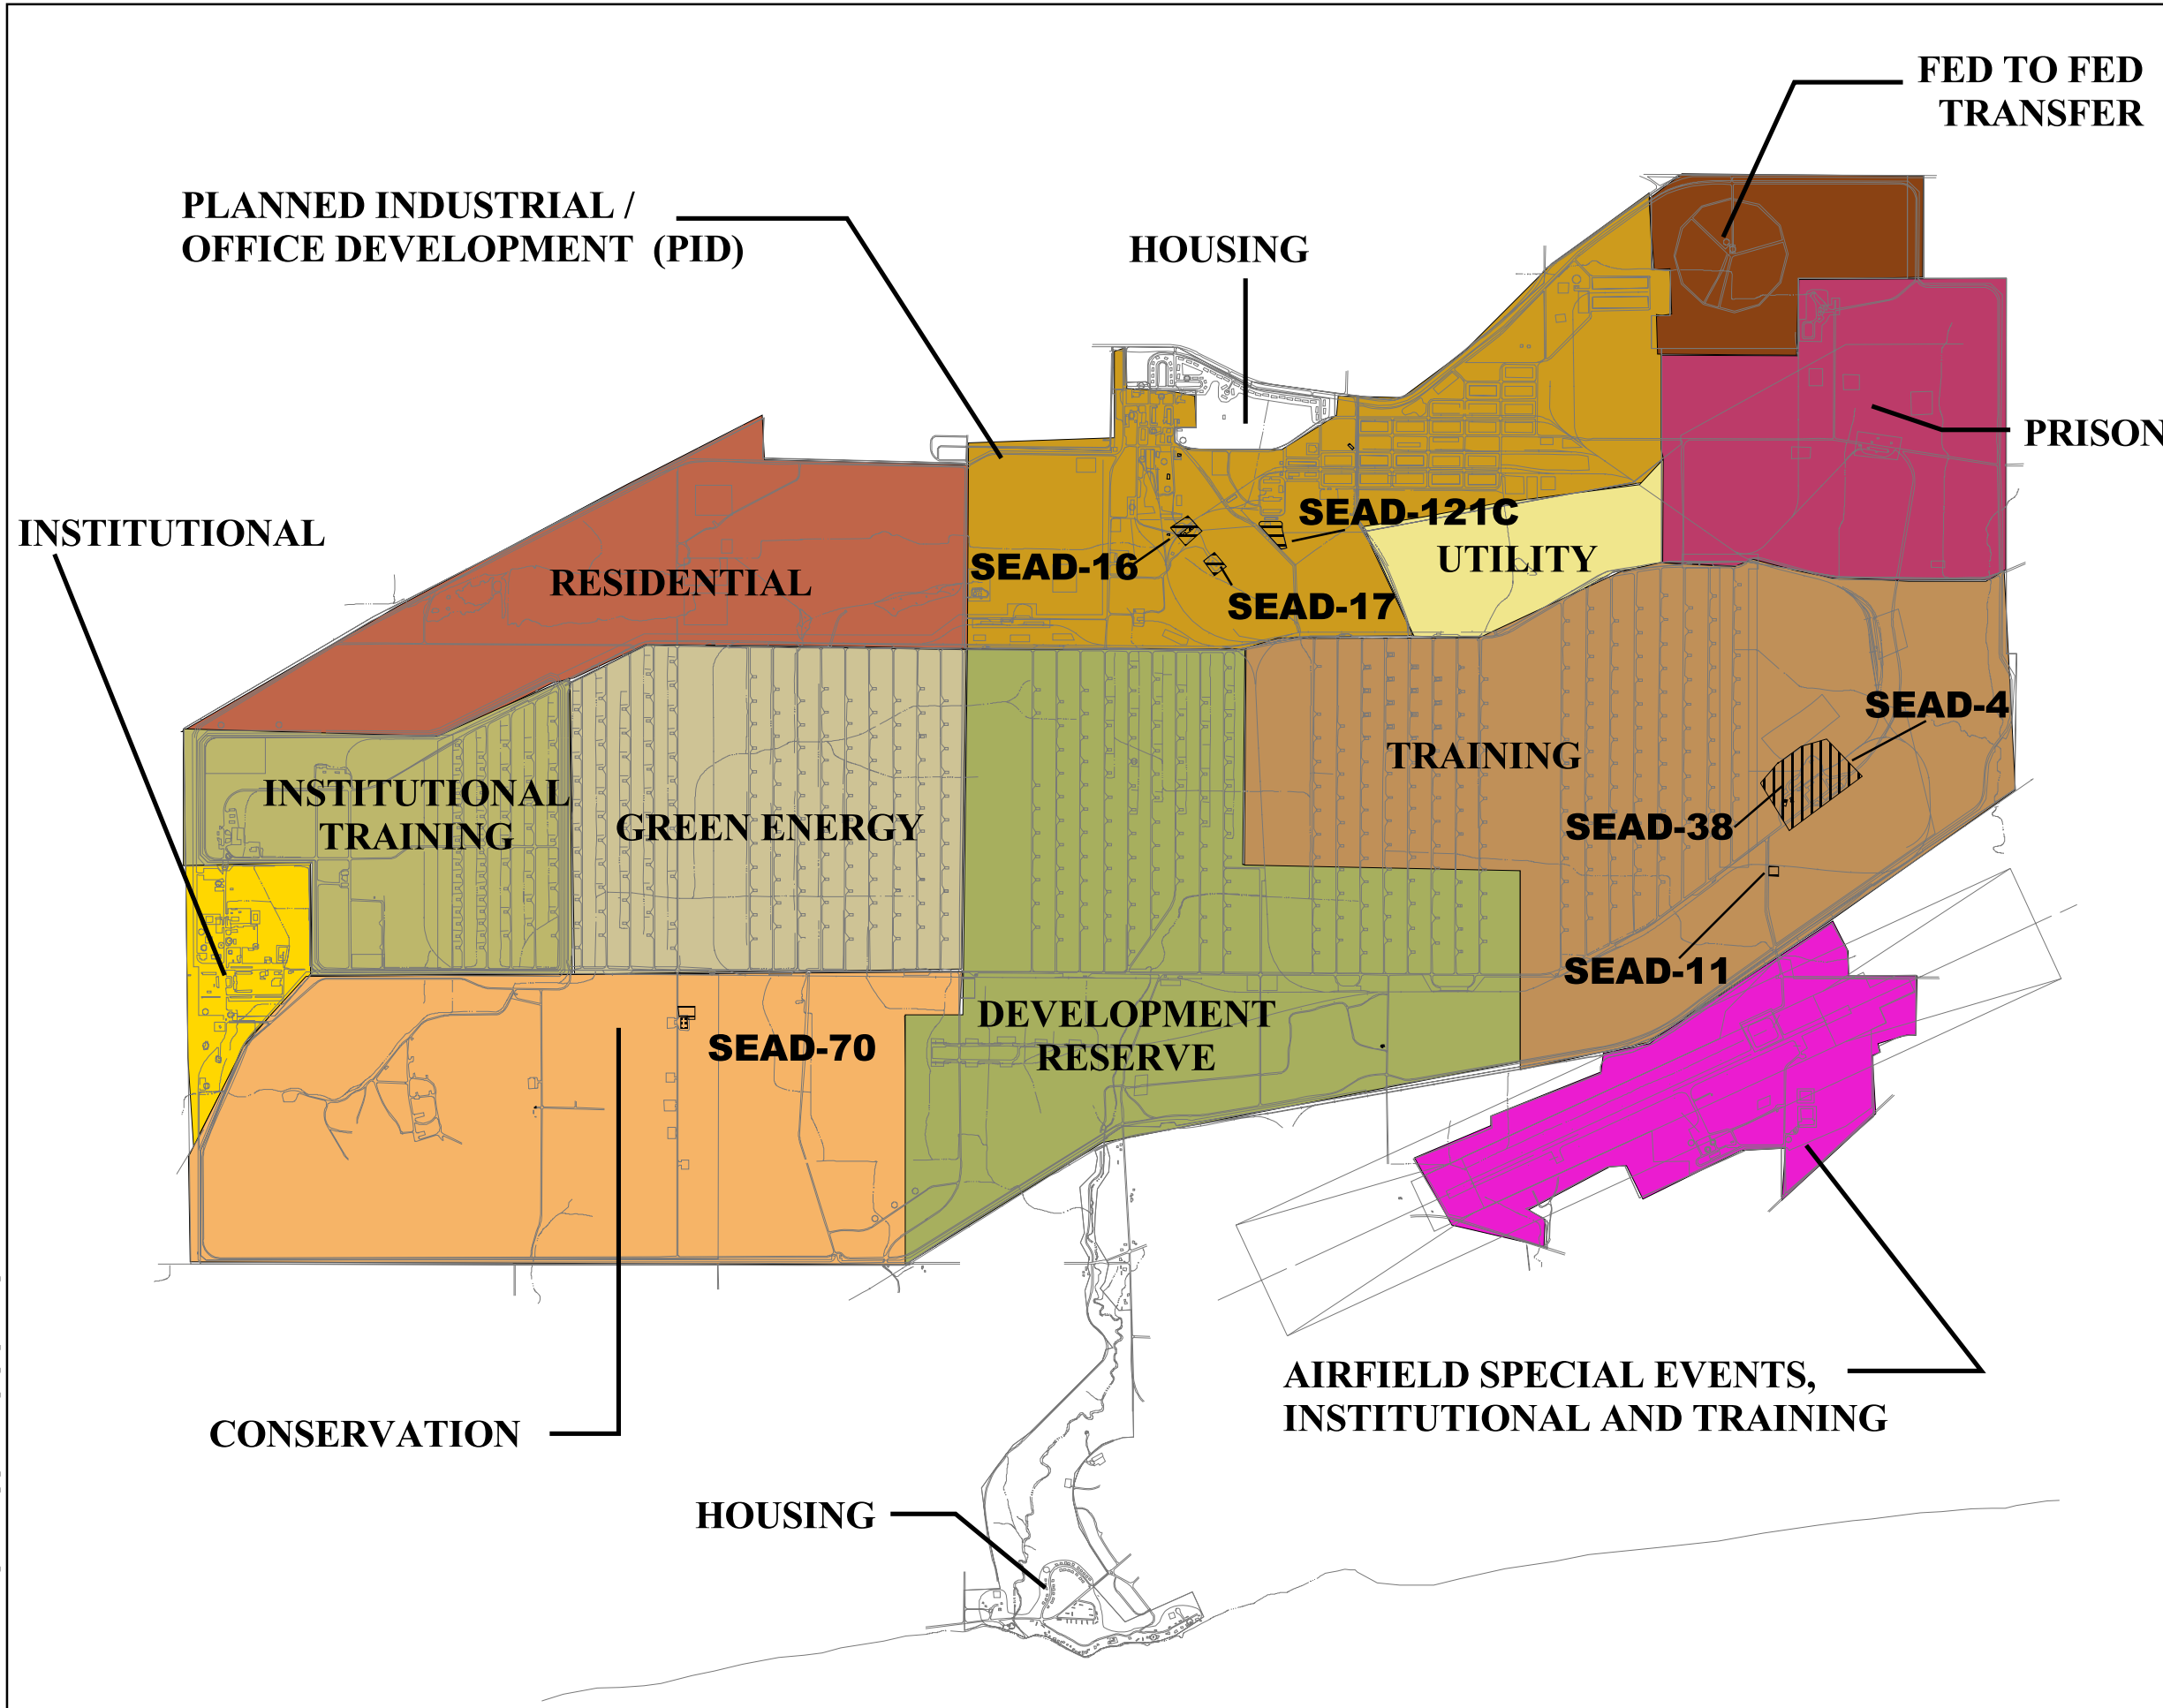 FED TO FED
TRANSFER
PLANNED INDUSTRIAL /
OFFICE DEVELOPMENT (PID)
HOUSING
PRISON
INSTITUTIONAL
SEAD-121C
UTILITY
SEAD-16
RESIDENTIAL
SEAD-17
SEAD-4
TRAINING
INSTITUTIONAL
TRAINING
GREEN ENERGY
SEAD-38
SEAD-11
DEVELOPMENT
RESERVE
SEAD-70
AIRFIELD SPECIAL EVENTS,
INSTITUTIONAL AND TRAINING
CONSERVATION
HOUSING